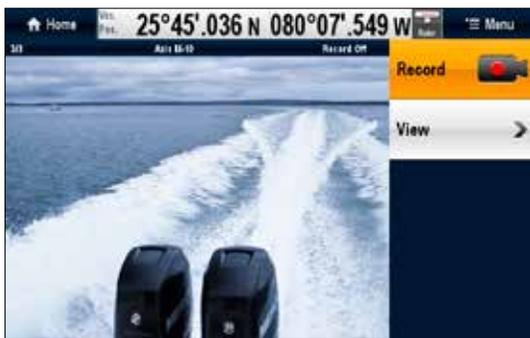 Home
Ves. Pos. 25°45'.036 N 080°07'.549 W
Menu
3/3 Axis M-10 Record Off
Record
View